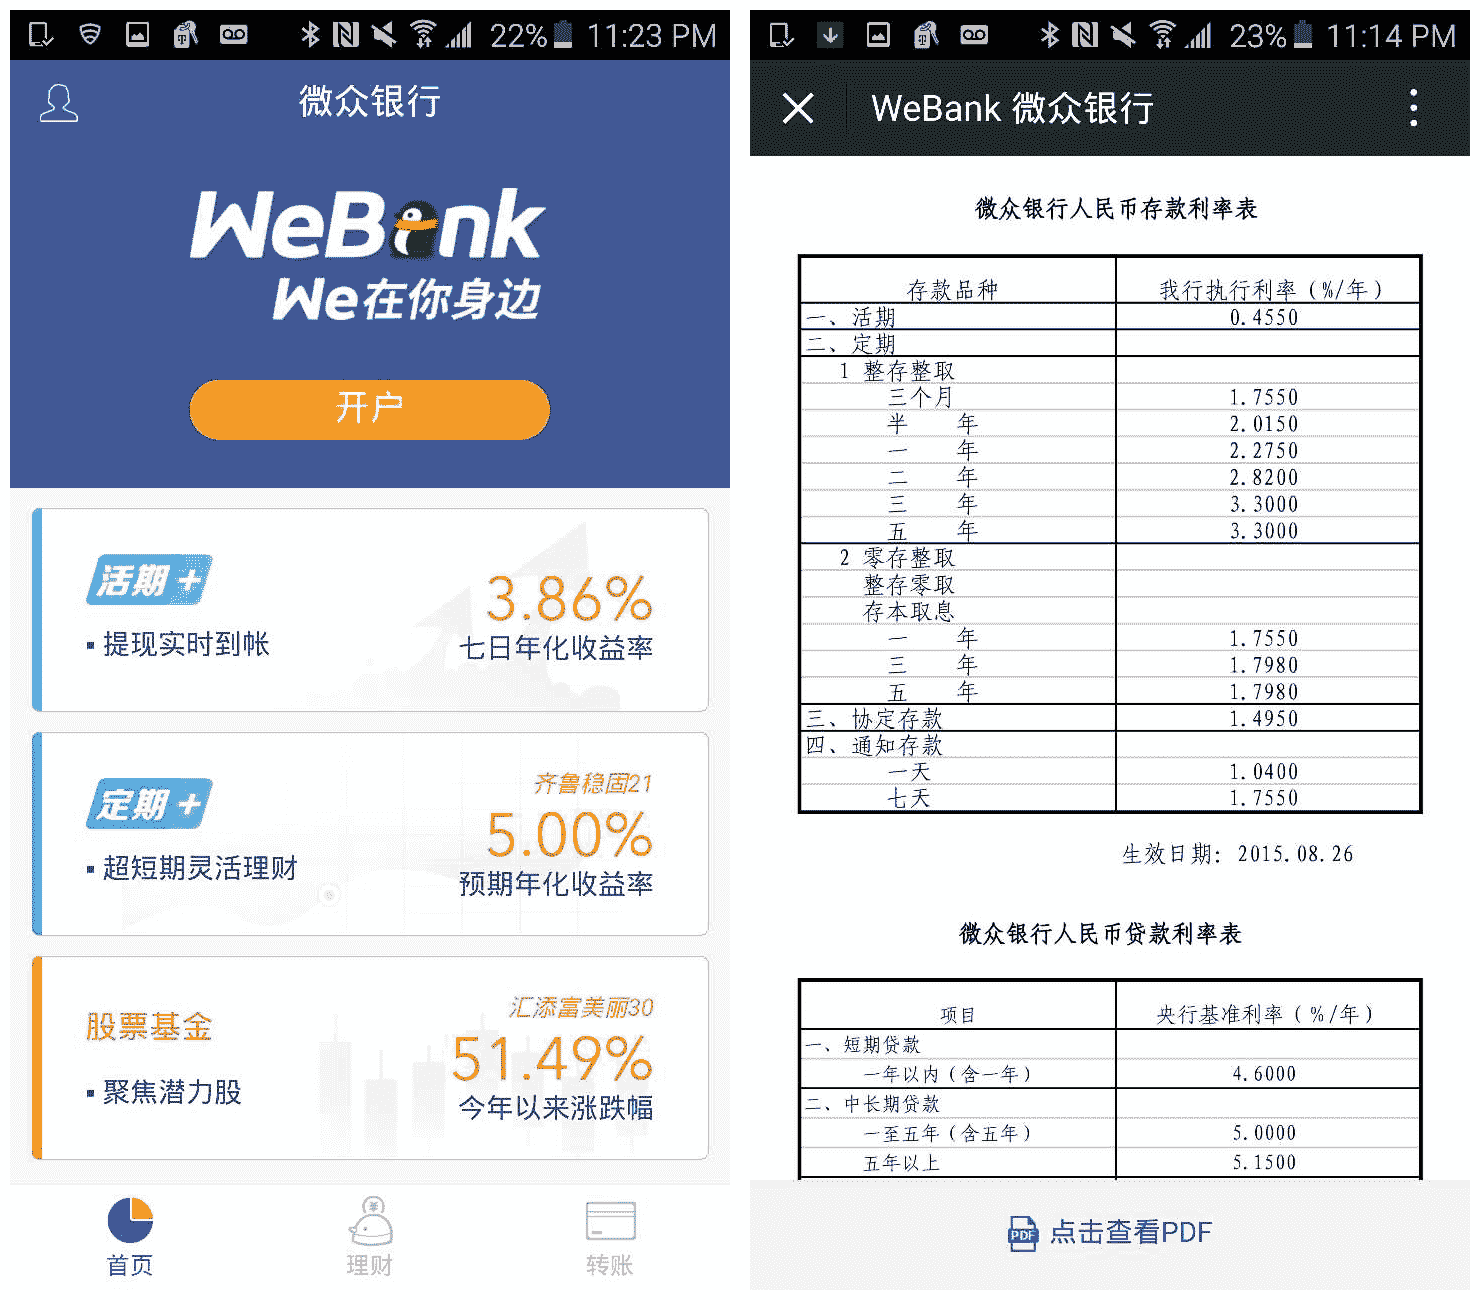 22% 11:23 PM
微众银行
WeBank
We在你身边
开户
活期+
3.86%
▪ 提现实时到帐
七日年化收益率
齐鲁稳固21
定期+
5.00%
▪ 超短期灵活理财
预期年化收益率
汇添富美丽30
股票基金
51.49%
▪ 聚焦潜力股
今年以来涨跌幅
首页 理财 转账
23% 11:14 PM
WeBank 微众银行
微众银行人民币存款利率表
存款品种 我行执行利率（%/年）
一、活期 0.4550
二、定期
1 整存整取
三个月 1.7550
半 年 2.0150
一 年 2.2750
二 年 2.8200
三 年 3.3000
五 年 3.3000
2 零存整取
整存零取
存本取息
一 年 1.7550
三 年 1.7980
五 年 1.7980
三、协定存款 1.4950
四、通知存款
一天 1.0400
七天 1.7550
生效日期: 2015.08.26
微众银行人民币贷款利率表
项目 央行基准利率（%/年）
一、短期贷款
一年以内（含一年） 4.6000
二、中长期贷款
一至五年（含五年） 5.0000
五年以上 5.1500
PDF 点击查看PDF